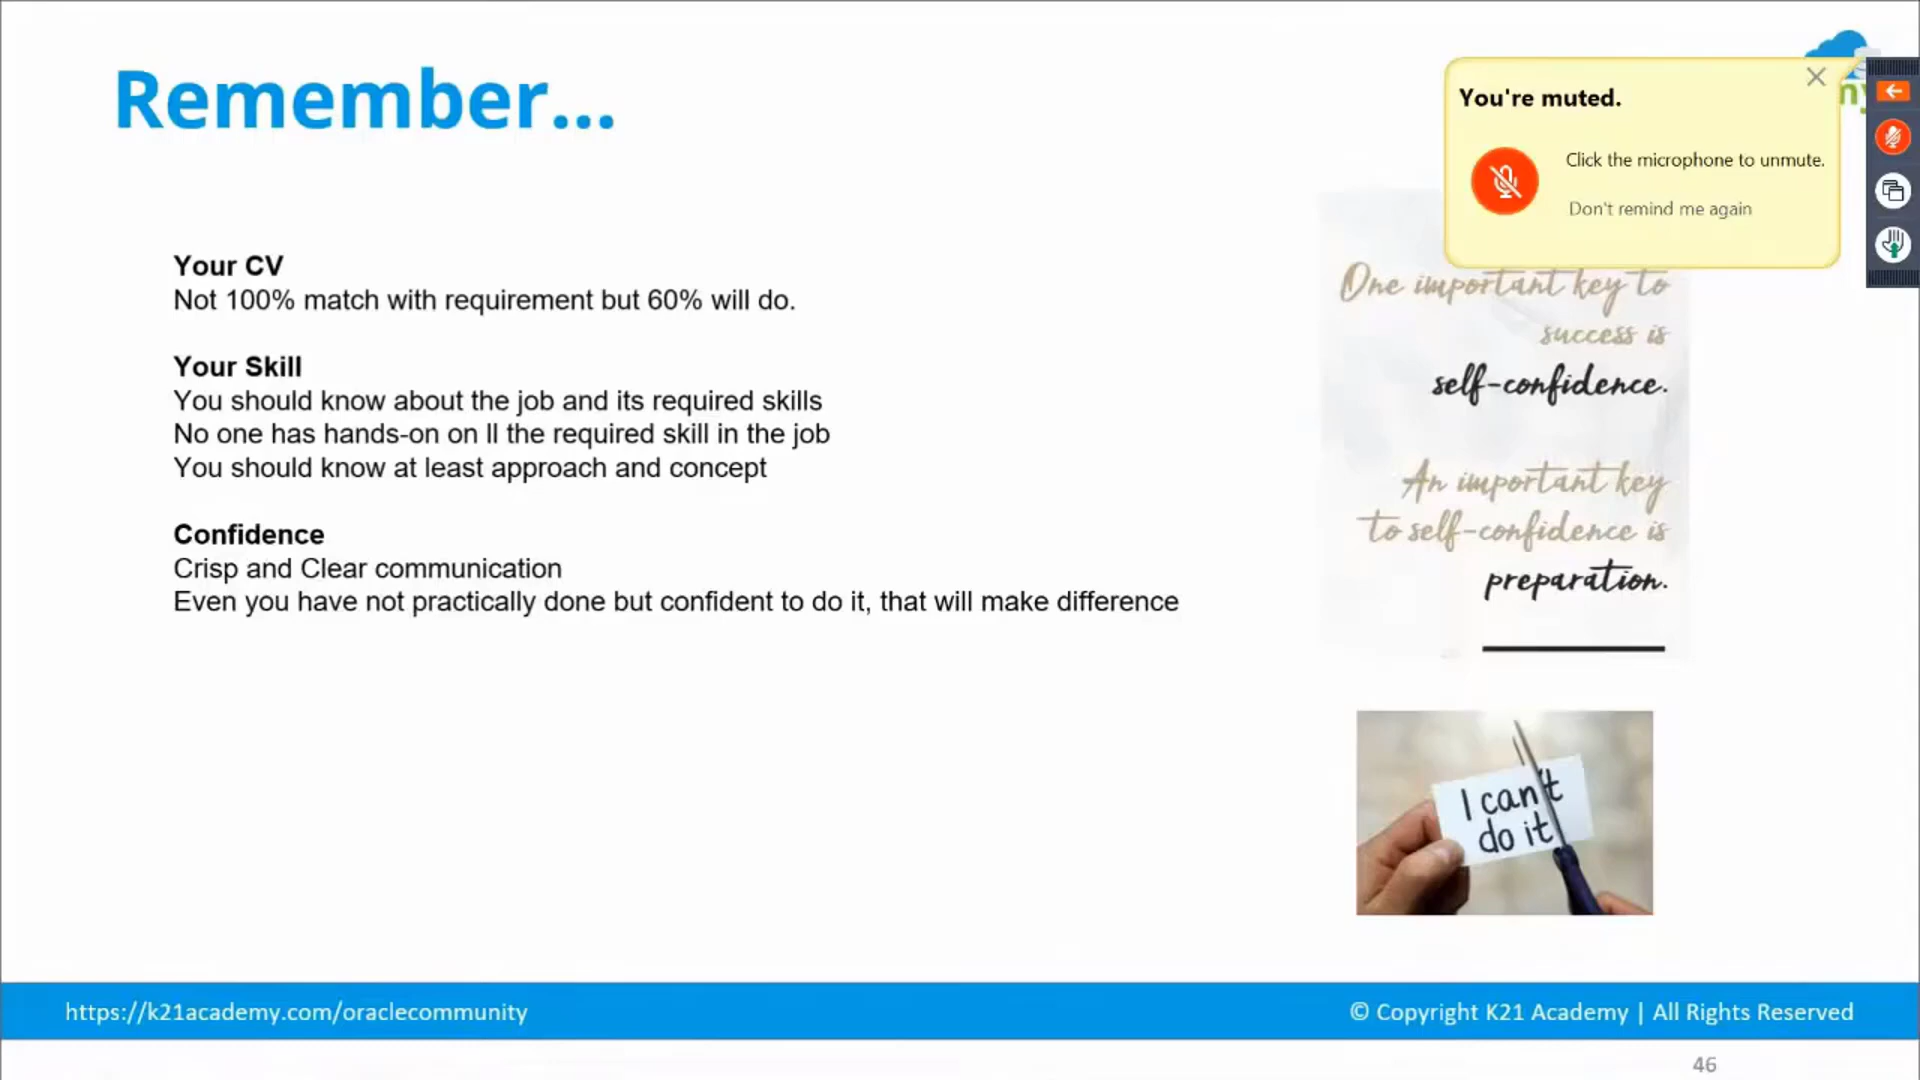 Remember...
You're muted.
Click the microphone to unmute.
Don't remind me again
Your CV
Not 100% match with requirement but 60% will do.
Your Skill
You should know about the job and its required skills
No one has hands-on on ll the required skill in the job
You should know at least approach and concept
Confidence
Crisp and Clear communication
Even you have not practically done but confident to do it, that will make difference
One important key to
success is
self-confidence.
An important key
to self-confidence is
preparation.
I can't
do it
https://k21academy.com/oraclecommunity
© Copyright K21 Academy | All Rights Reserved
46